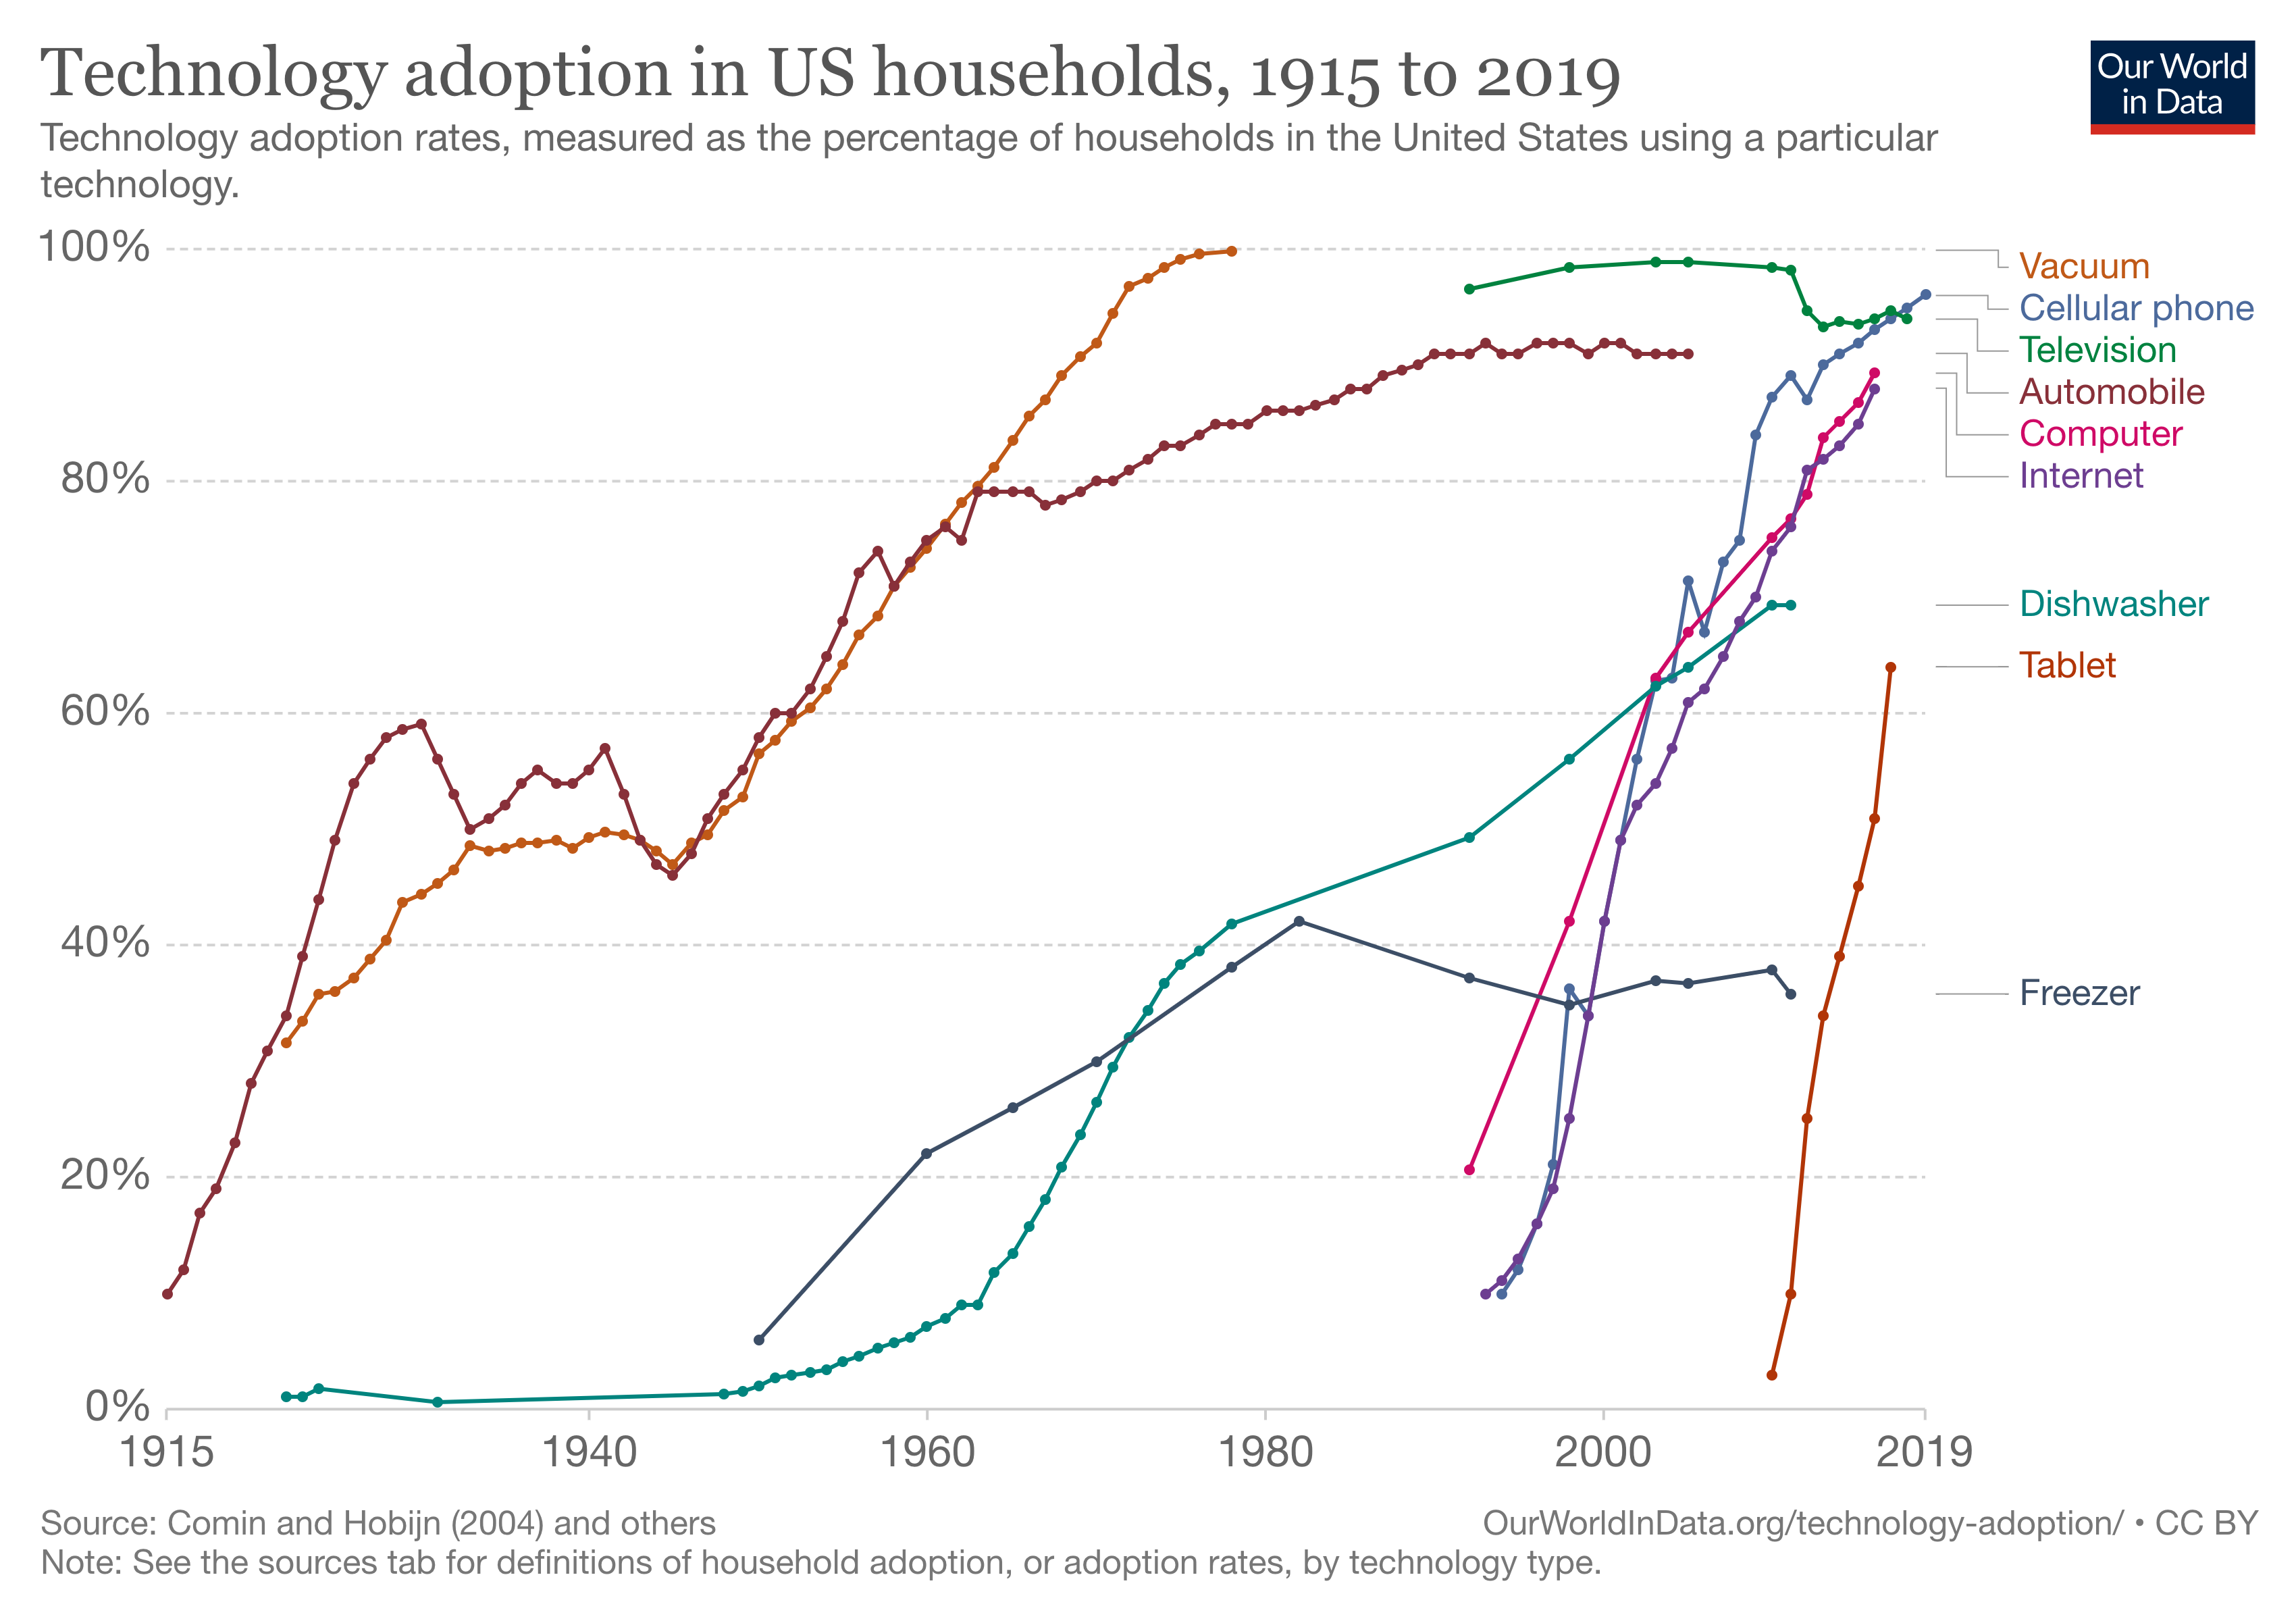 Technology adoption in US households, 1915 to 2019
Our World
in Data
Technology adoption rates, measured as the percentage of households in the United States using a particular
technology.
100%
80%
60%
40%
20%
0%
1915
1940
1960
1980
2000
2019
Vacuum
Cellular phone
Television
Automobile
Computer
Internet
Dishwasher
Tablet
Freezer
Source: Comin and Hobijn (2004) and others
OurWorldInData.org/technology-adoption/ • CC BY
Note: See the sources tab for definitions of household adoption, or adoption rates, by technology type.